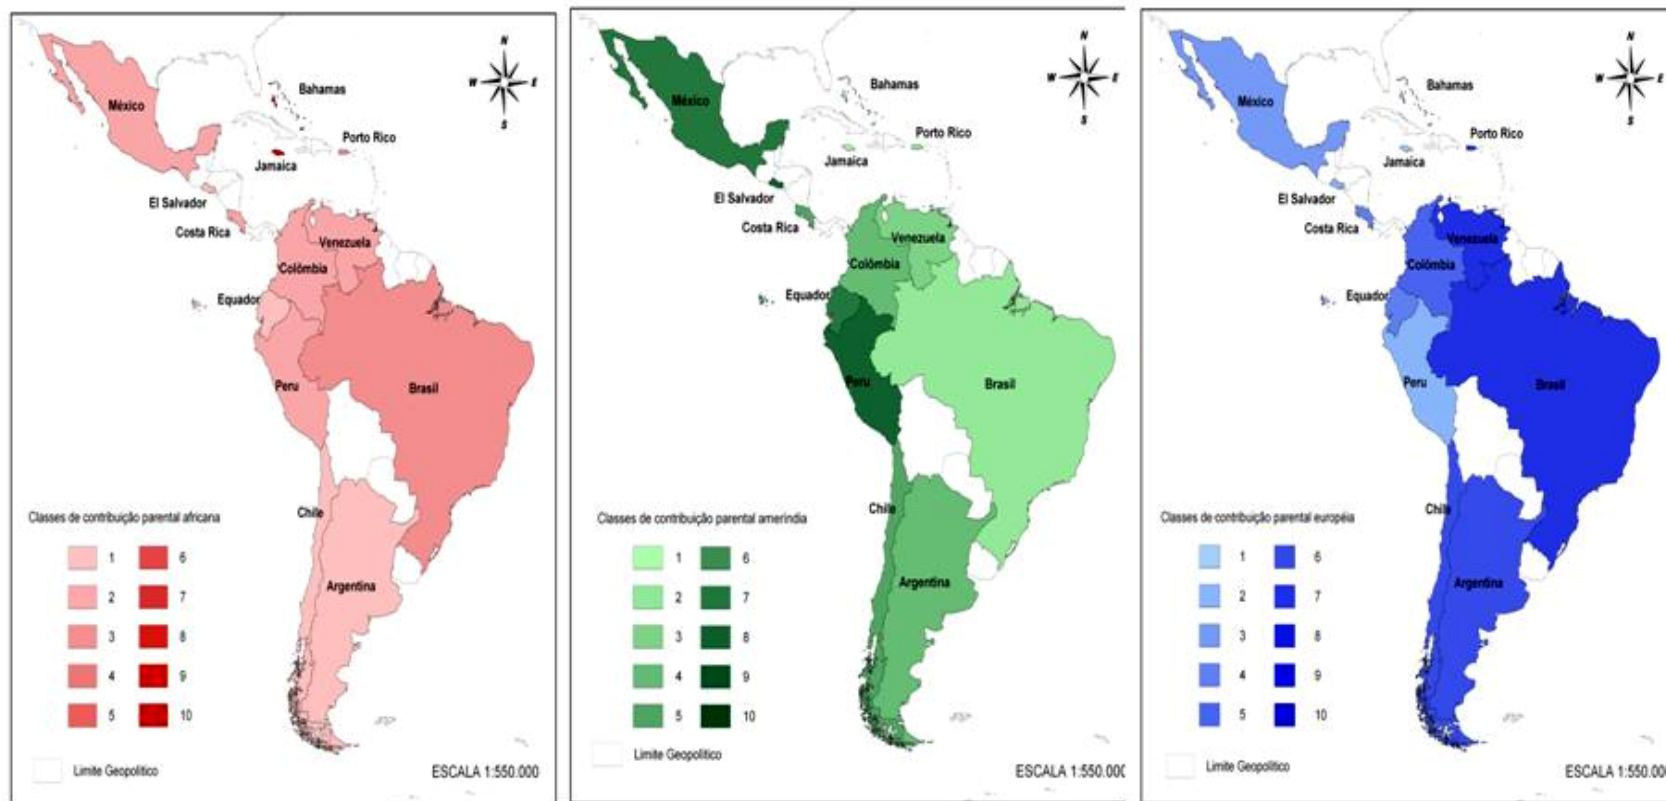 N
W E
S
Bahamas
México
Porto Rico
Jamaica
El Salvador
Costa Rica
Venezuela
Colômbia
Equador
Peru
Brasil
Chile
Argentina
Classes de contribuição parental africana
1 6
2 7
3 8
4 9
5 10
Limite Geopolítico
ESCALA 1:550.000
N
W E
S
Bahamas
México
Porto Rico
Jamaica
El Salvador
Costa Rica
Venezuela
Colômbia
Equador
Peru
Brasil
Chile
Argentina
Classes de contribuição parental ameríndia
1 6
2 7
3 8
4 9
5 10
Limite Geopolítico
ESCALA 1:550.000
N
W E
S
Bahamas
México
Porto Rico
Jamaica
El Salvador
Costa Rica
Venezuela
Colômbia
Equador
Peru
Brasil
Chile
Argentina
Classes de contribuição parental européia
1 6
2 7
3 8
4 9
5 10
Limite Geopolítico
ESCALA 1:550.000